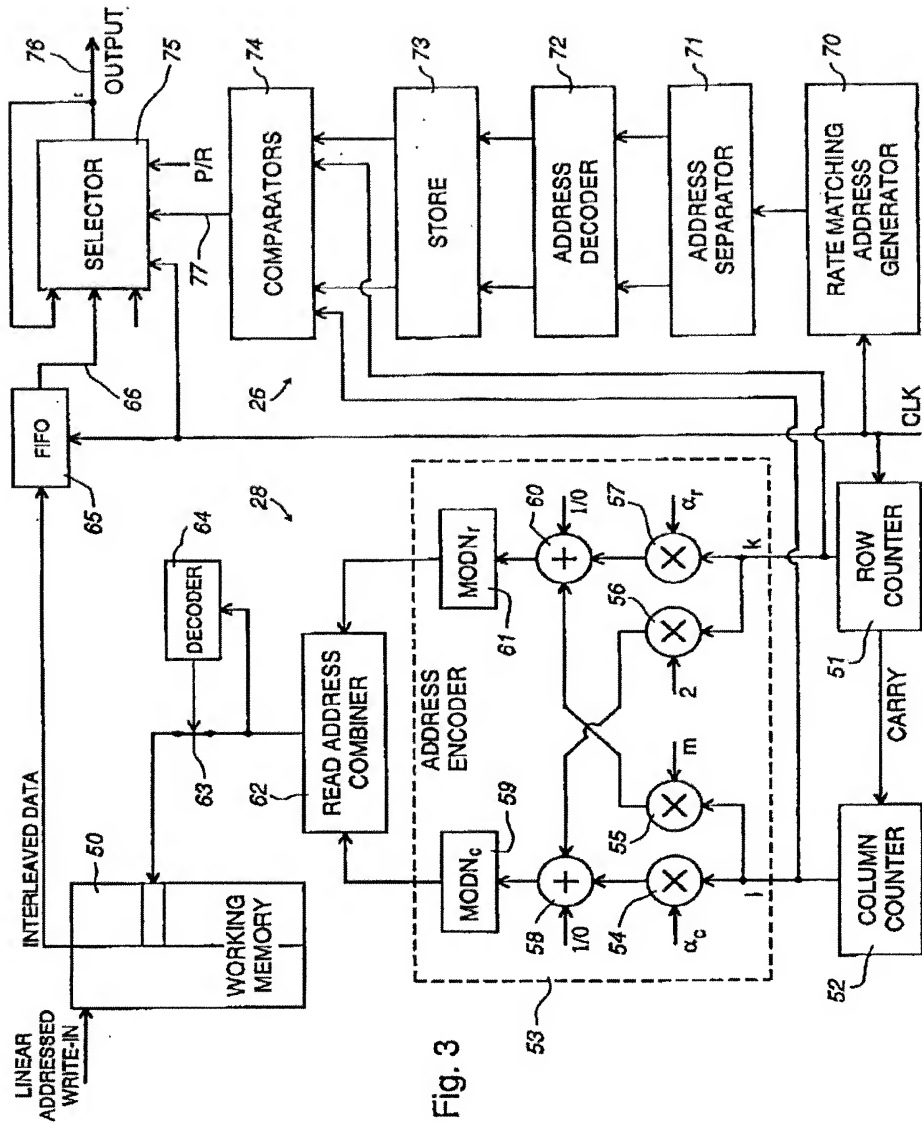 LINEAR
ADDRESSED
WRITE-IN
INTERLEAVED DATA
50
WORKING
MEMORY
FIFO
65
66
76
OUTPUT
75
SELECTOR
P/R
77
64
DECODER
63
28
26
74
COMPARATORS
62
READ ADDRESS
COMBINER
73
STORE
ADDRESS
ENCODER
59
MODNc
MODNr
61
72
ADDRESS
DECODER
58
1/0
60
1/0
71
ADDRESS
SEPARATOR
54
αc
55
m
56
2
57
αr
l
k
53
70
RATE MATCHING
ADDRESS
GENERATOR
COLUMN
COUNTER
52
CARRY
ROW
COUNTER
51
CLK
Fig. 3